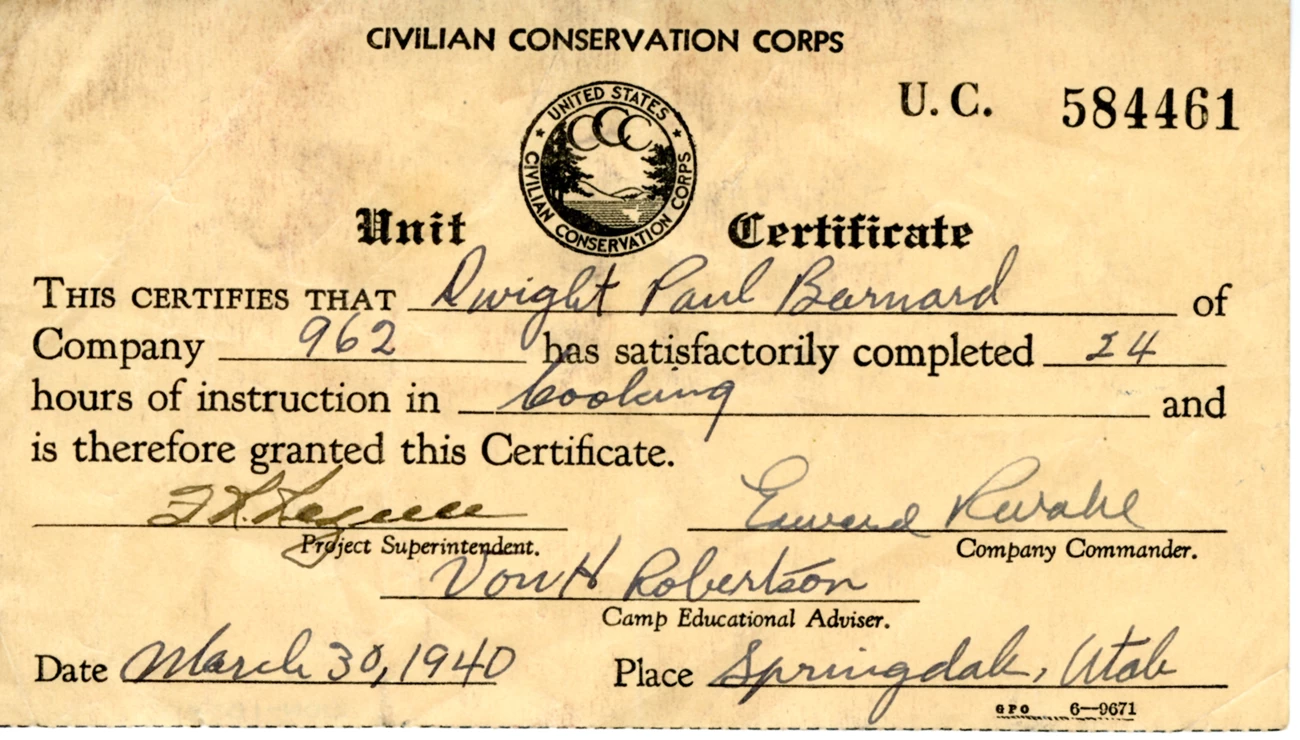 CIVILIAN CONSERVATION CORPS
U. C. 584461
UNITED STATES
CCC
CIVILIAN CONSERVATION CORPS
Unit Certificate
THIS CERTIFIES THAT Dwight Paul Barnard of
Company 962 has satisfactorily completed 24
hours of instruction in Cooking and
is therefore granted this Certificate.
Project Superintendent.
Edward
Company Commander.
Von H Robertson
Camp Educational Adviser.
Date March 30, 1940 Place Springdale, Utah
GPO 6—9671